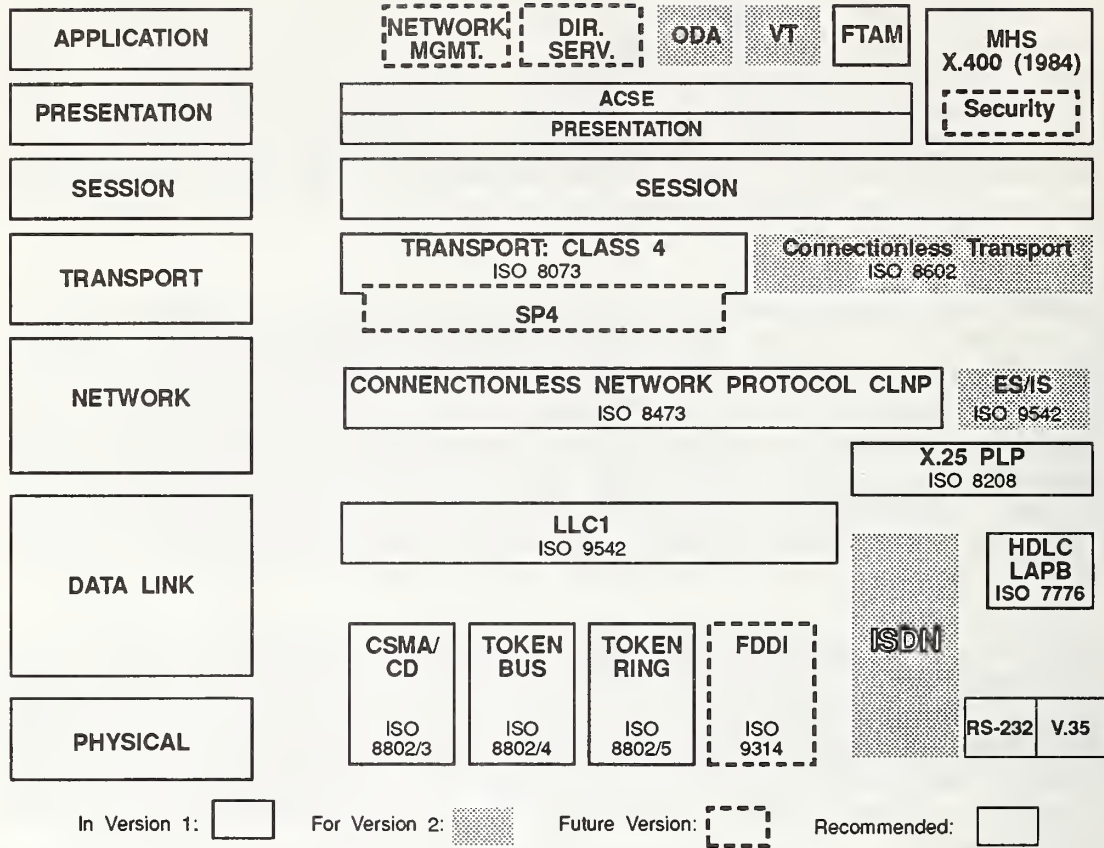 APPLICATION
NETWORK
MGMT.
DIR.
SERV.
ODA
VT
FTAM
MHS
X.400 (1984)
Security
PRESENTATION
ACSE
PRESENTATION
SESSION
SESSION
TRANSPORT
TRANSPORT: CLASS 4
ISO 8073
Connectionless Transport
ISO 8602
SP4
NETWORK
CONNENCTIONLESS NETWORK PROTOCOL CLNP
ISO 8473
ES/IS
ISO 9542
X.25 PLP
ISO 8208
DATA LINK
LLC1
ISO 9542
HDLC
LAPB
ISO 7776
ISDN
CSMA/
CD
ISO
8802/3
TOKEN
BUS
ISO
8802/4
TOKEN
RING
ISO
8802/5
FDDI
ISO
9314
PHYSICAL
RS-232
V.35
In Version 1:
For Version 2:
Future Version:
Recommended: